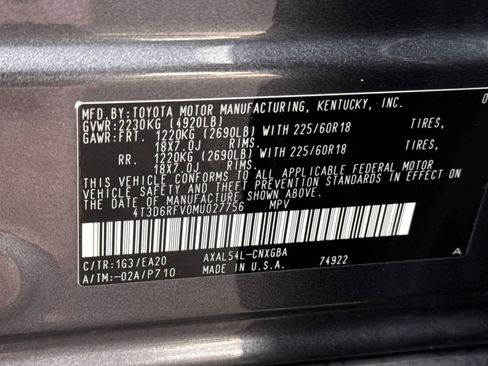 MFD.BY:TOYOTA MOTOR MANUFACTURING, KENTUCKY, INC.
GVWR:2230KG (4920LB)
GAWR:FRT. 1220KG (2690LB) WITH 225/60R18 TIRES,
18X7.0J RIMS.
RR. 1220KG (2690LB) WITH 225/60R18 TIRES,
18X7.0J RIMS.
THIS VEHICLE CONFORMS TO ALL APPLICABLE FEDERAL MOTOR
VEHICLE SAFETY AND THEFT PREVENTION STANDARDS IN EFFECT ON
THE DATE OF MANUFACTURE SHOWN ABOVE.
4T3D6RFV0MU027756 MPV
C/TR:1G3/EA20 AXAL54L-CNXGBA
A/TM:-02A/P710 MADE IN U.S.A. 74922
A